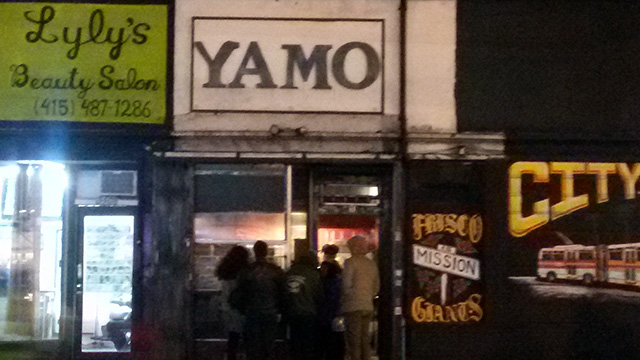 Lyly's
Beauty Salon
(415) 487-1286
YAMO
FRISCO
MISSION
GIANTS
CITY